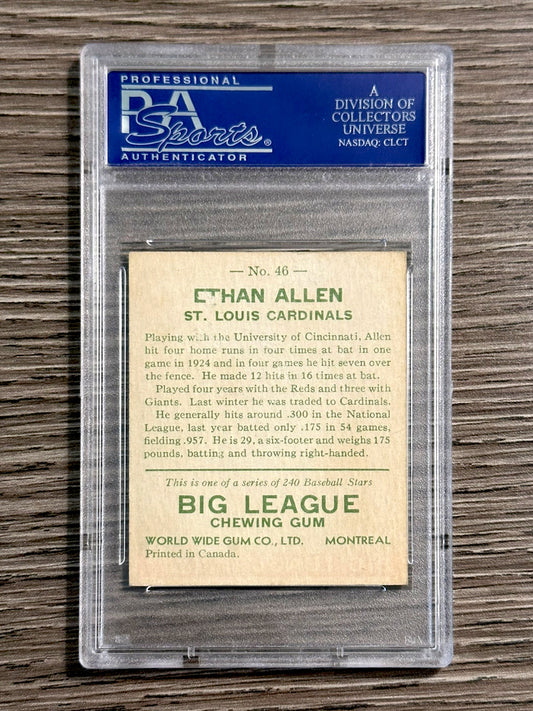 PROFESSIONAL
PSA
Sports®
AUTHENTICATOR
A
DIVISION OF
COLLECTORS
UNIVERSE
NASDAQ: CLCT
— No. 46 —
ETHAN ALLEN
ST. LOUIS CARDINALS
Playing with the University of Cincinnati, Allen
hit four home runs in four times at bat in one
game in 1924 and in four games he hit seven over
the fence. He made 12 hits in 16 times at bat.
Played four years with the Reds and three with
Giants. Last winter he was traded to Cardinals.
He generally hits around .300 in the National
League, last year batted only .175 in 54 games,
fielding .957. He is 29, a six-footer and weighs 175
pounds, batting and throwing right-handed.
This is one of a series of 240 Baseball Stars
BIG LEAGUE
CHEWING GUM
WORLD WIDE GUM CO., LTD. MONTREAL
Printed in Canada.